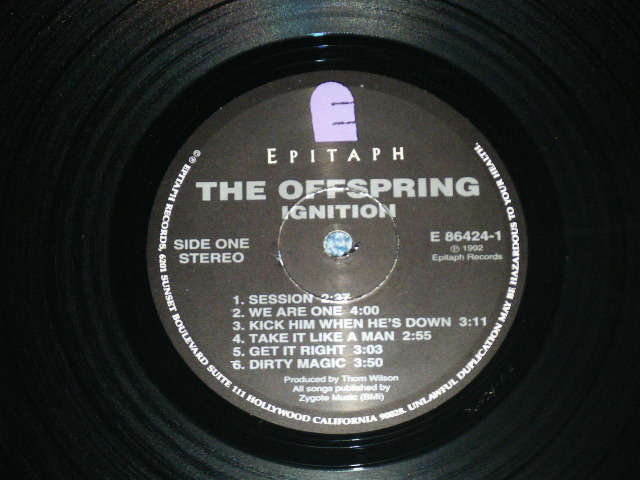 EPITAPH
THE OFFSPRING
IGNITION
SIDE ONE
STEREO
E 86424-1
℗ 1992
Epitaph Records
1. SESSION 2:37
2. WE ARE ONE 4:00
3. KICK HIM WHEN HE'S DOWN 3:11
4. TAKE IT LIKE A MAN 2:55
5. GET IT RIGHT 3:03
6. DIRTY MAGIC 3:50
Produced by Thom Wilson
All songs published by
Zygote Music (BMI)
© ℗ EPITAPH RECORDS, 6201 SUNSET BOULEVARD SUITE 111 HOLLYWOOD CALIFORNIA 90028. UNLAWFUL DUPLICATION MAY BE HAZARDOUS TO YOUR HEALTH.